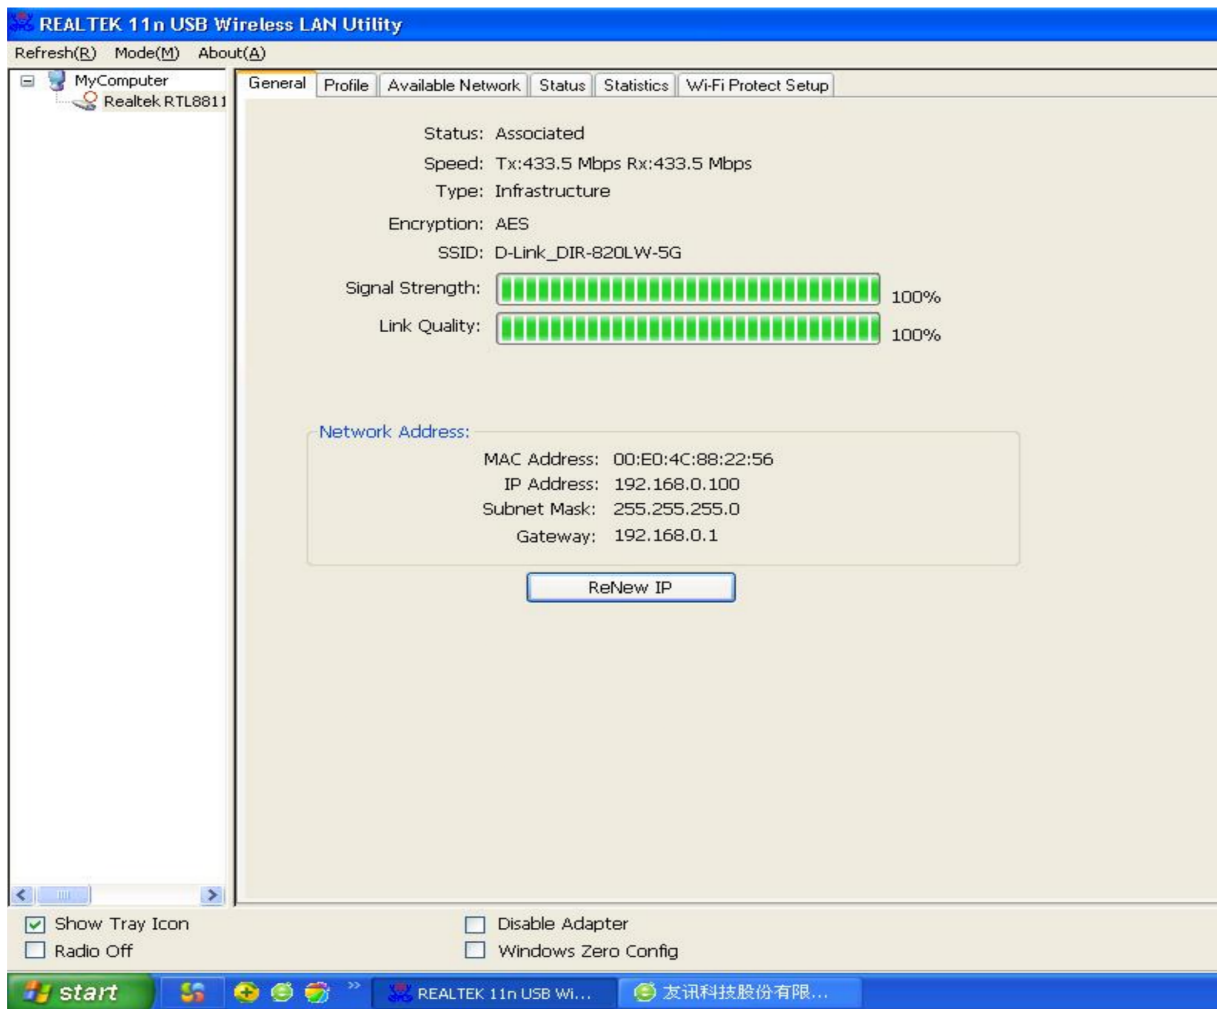 REALTEK 11n USB Wireless LAN Utility
Refresh(R) Mode(M) About(A)
MyComputer
Realtek RTL8811
General Profile Available Network Status Statistics Wi-Fi Protect Setup
Status: Associated
Speed: Tx:433.5 Mbps Rx:433.5 Mbps
Type: Infrastructure
Encryption: AES
SSID: D-Link_DIR-820LW-5G
Signal Strength: 100%
Link Quality: 100%
Network Address:
MAC Address: 00:E0:4C:88:22:56
IP Address: 192.168.0.100
Subnet Mask: 255.255.255.0
Gateway: 192.168.0.1
ReNew IP
Show Tray Icon Disable Adapter
Radio Off Windows Zero Config
start REALTEK 11n USB Wi... 友讯科技股份有限...